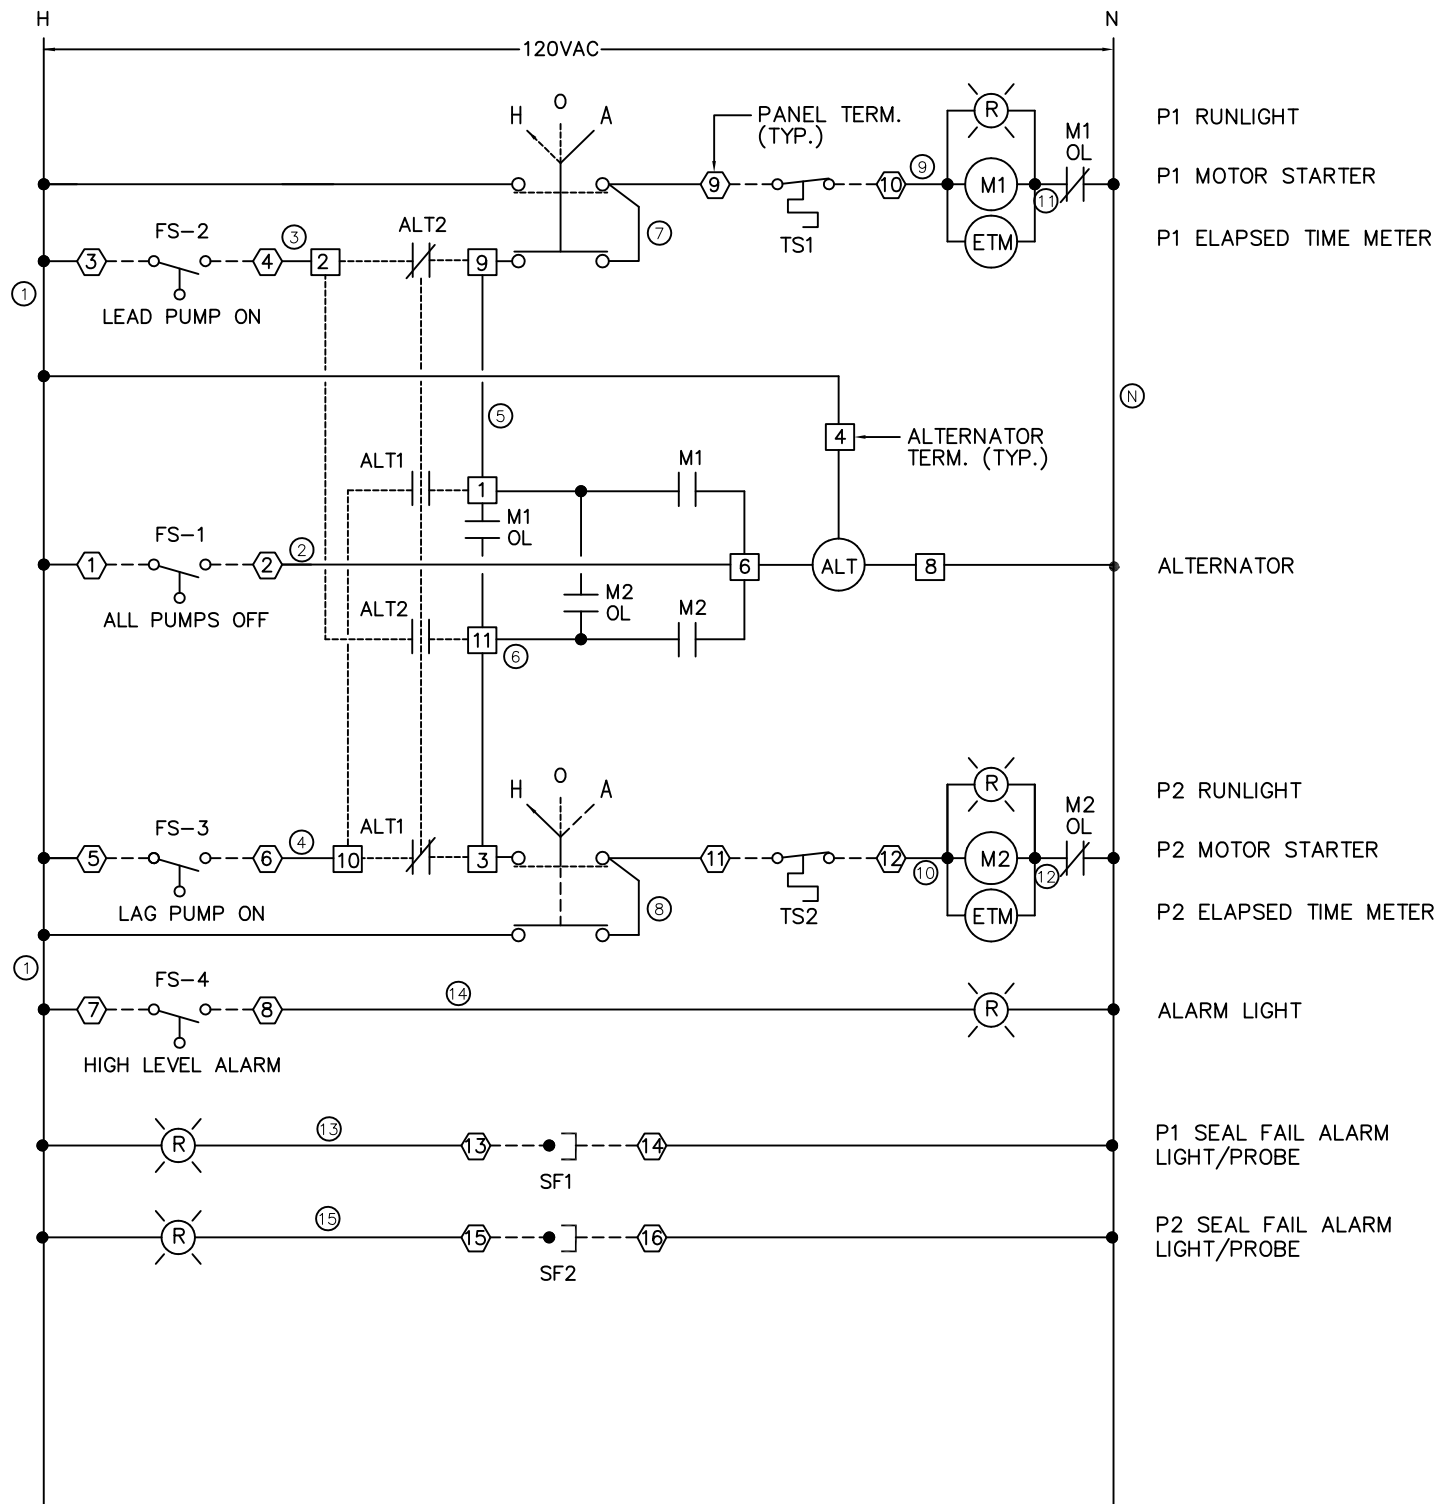 H
N
120VAC
H
O
A
PANEL TERM.
(TYP.)
R
M1
OL
P1 RUNLIGHT
9
10
9
M1
11
P1 MOTOR STARTER
TS1
7
ETM
P1 ELAPSED TIME METER
FS-2
3
ALT2
3
4
2
9
1
LEAD PUMP ON
N
5
4
ALTERNATOR
TERM. (TYP.)
ALT1
M1
1
M1
OL
FS-1
2
1
2
6
ALT
8
ALTERNATOR
ALL PUMPS OFF
ALT2
M2
OL
M2
11
6
H
O
A
R
M2
OL
P2 RUNLIGHT
FS-3
4
ALT1
5
6
10
3
11
12
10
M2
12
P2 MOTOR STARTER
LAG PUMP ON
8
TS2
ETM
P2 ELAPSED TIME METER
1
FS-4
14
7
8
R
ALARM LIGHT
HIGH LEVEL ALARM
R
13
13
14
SF1
P1 SEAL FAIL ALARM
LIGHT/PROBE
R
15
15
16
SF2
P2 SEAL FAIL ALARM
LIGHT/PROBE